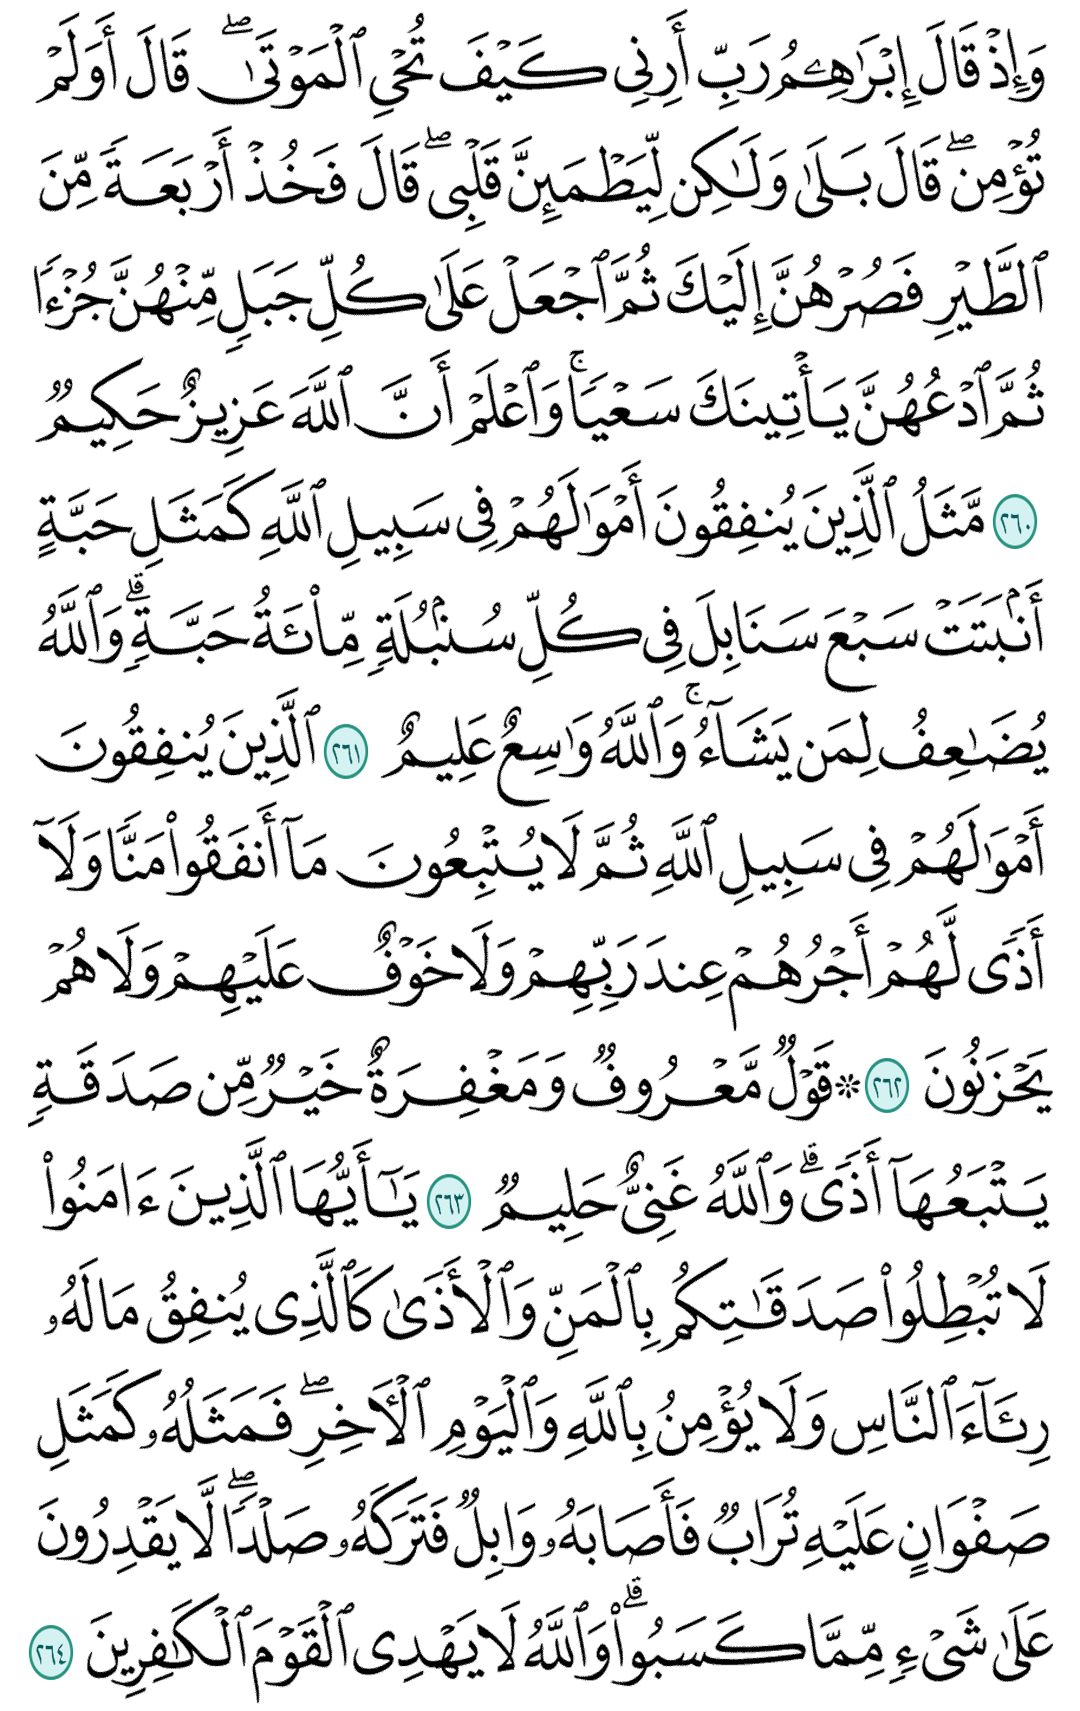 وَإِذۡ قَالَ إِبۡرَٰهِـۧمُ رَبِّ أَرِنِي كَيۡفَ تُحۡيِ ٱلۡمَوۡتَىٰۖ قَالَ أَوَلَمۡ
تُؤۡمِنۖ قَالَ بَلَىٰ وَلَٰكِن لِّيَطۡمَئِنَّ قَلۡبِيۖ قَالَ فَخُذۡ أَرۡبَعَةٗ مِّنَ
ٱلطَّيۡرِ فَصُرۡهُنَّ إِلَيۡكَ ثُمَّ ٱجۡعَلۡ عَلَىٰ كُلِّ جَبَلٖ مِّنۡهُنَّ جُزۡءٗا
ثُمَّ ٱدۡعُهُنَّ يَأۡتِينَكَ سَعۡيٗاۚ وَٱعۡلَمۡ أَنَّ ٱللَّهَ عَزِيزٌ حَكِيمٞ
٢٦٠ مَّثَلُ ٱلَّذِينَ يُنفِقُونَ أَمۡوَٰلَهُمۡ فِي سَبِيلِ ٱللَّهِ كَمَثَلِ حَبَّةٍ
أَنۢبَتَتۡ سَبۡعَ سَنَابِلَ فِي كُلِّ سُنۢبُلَةٖ مِّاْئَةُ حَبَّةٖۗ وَٱللَّهُ
يُضَٰعِفُ لِمَن يَشَآءُۚ وَٱللَّهُ وَٰسِعٌ عَلِيمٌ ٢٦١ ٱلَّذِينَ يُنفِقُونَ
أَمۡوَٰلَهُمۡ فِي سَبِيلِ ٱللَّهِ ثُمَّ لَا يُتۡبِعُونَ مَآ أَنفَقُواْ مَنّٗا وَلَآ
أَذٗى لَّهُمۡ أَجۡرُهُمۡ عِندَ رَبِّهِمۡ وَلَا خَوۡفٌ عَلَيۡهِمۡ وَلَا هُمۡ
يَحۡزَنُونَ ٢٦٢ ۞ قَوۡلٞ مَّعۡرُوفٞ وَمَغۡفِرَةٌ خَيۡرٞ مِّن صَدَقَةٖ
يَتۡبَعُهَآ أَذٗىۗ وَٱللَّهُ غَنِيٌّ حَلِيمٞ ٢٦٣ يَٰٓأَيُّهَا ٱلَّذِينَ ءَامَنُواْ
لَا تُبۡطِلُواْ صَدَقَٰتِكُم بِٱلۡمَنِّ وَٱلۡأَذَىٰ كَٱلَّذِي يُنفِقُ مَالَهُۥ
رِئَآءَ ٱلنَّاسِ وَلَا يُؤۡمِنُ بِٱللَّهِ وَٱلۡيَوۡمِ ٱلۡأٓخِرِۖ فَمَثَلُهُۥ كَمَثَلِ
صَفۡوَانٍ عَلَيۡهِ تُرَابٞ فَأَصَابَهُۥ وَابِلٞ فَتَرَكَهُۥ صَلۡدٗاۖ لَّا يَقۡدِرُونَ
عَلَىٰ شَيۡءٖ مِّمَّا كَسَبُواْۗ وَٱللَّهُ لَا يَهۡدِي ٱلۡقَوۡمَ ٱلۡكَٰفِرِينَ ٢٦٤